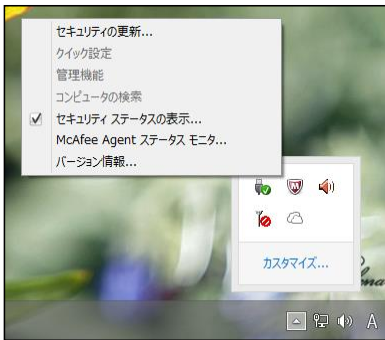 セキュリティの更新...
クイック設定
管理機能
コンピュータの検索
セキュリティ ステータスの表示...
McAfee Agent ステータス モニタ...
バージョン情報...
カスタマイズ...
A